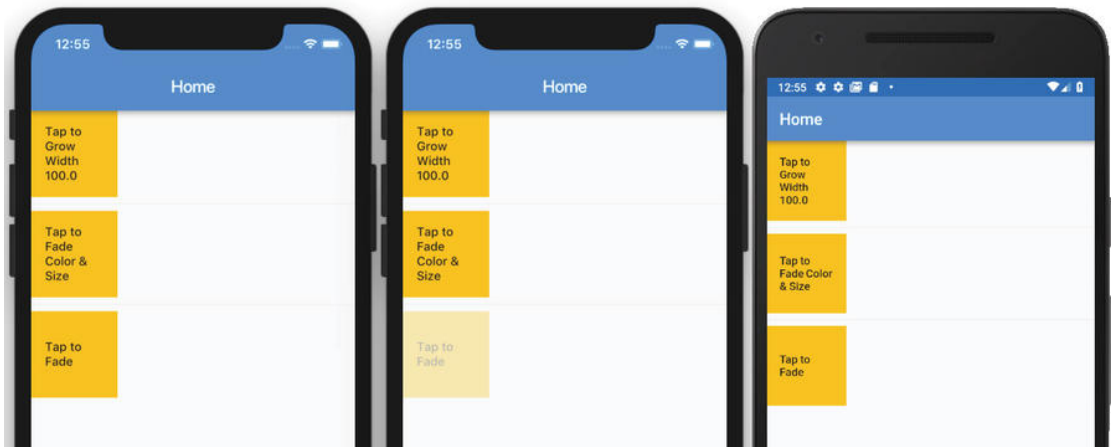 12:55
Home
Tap to
Grow
Width
100.0
Tap to
Fade
Color &
Size
Tap to
Fade
12:55
Home
Tap to
Grow
Width
100.0
Tap to
Fade
Color &
Size
Tap to
Fade
12:55
Home
Tap to
Grow
Width
100.0
Tap to
Fade Color
& Size
Tap to
Fade